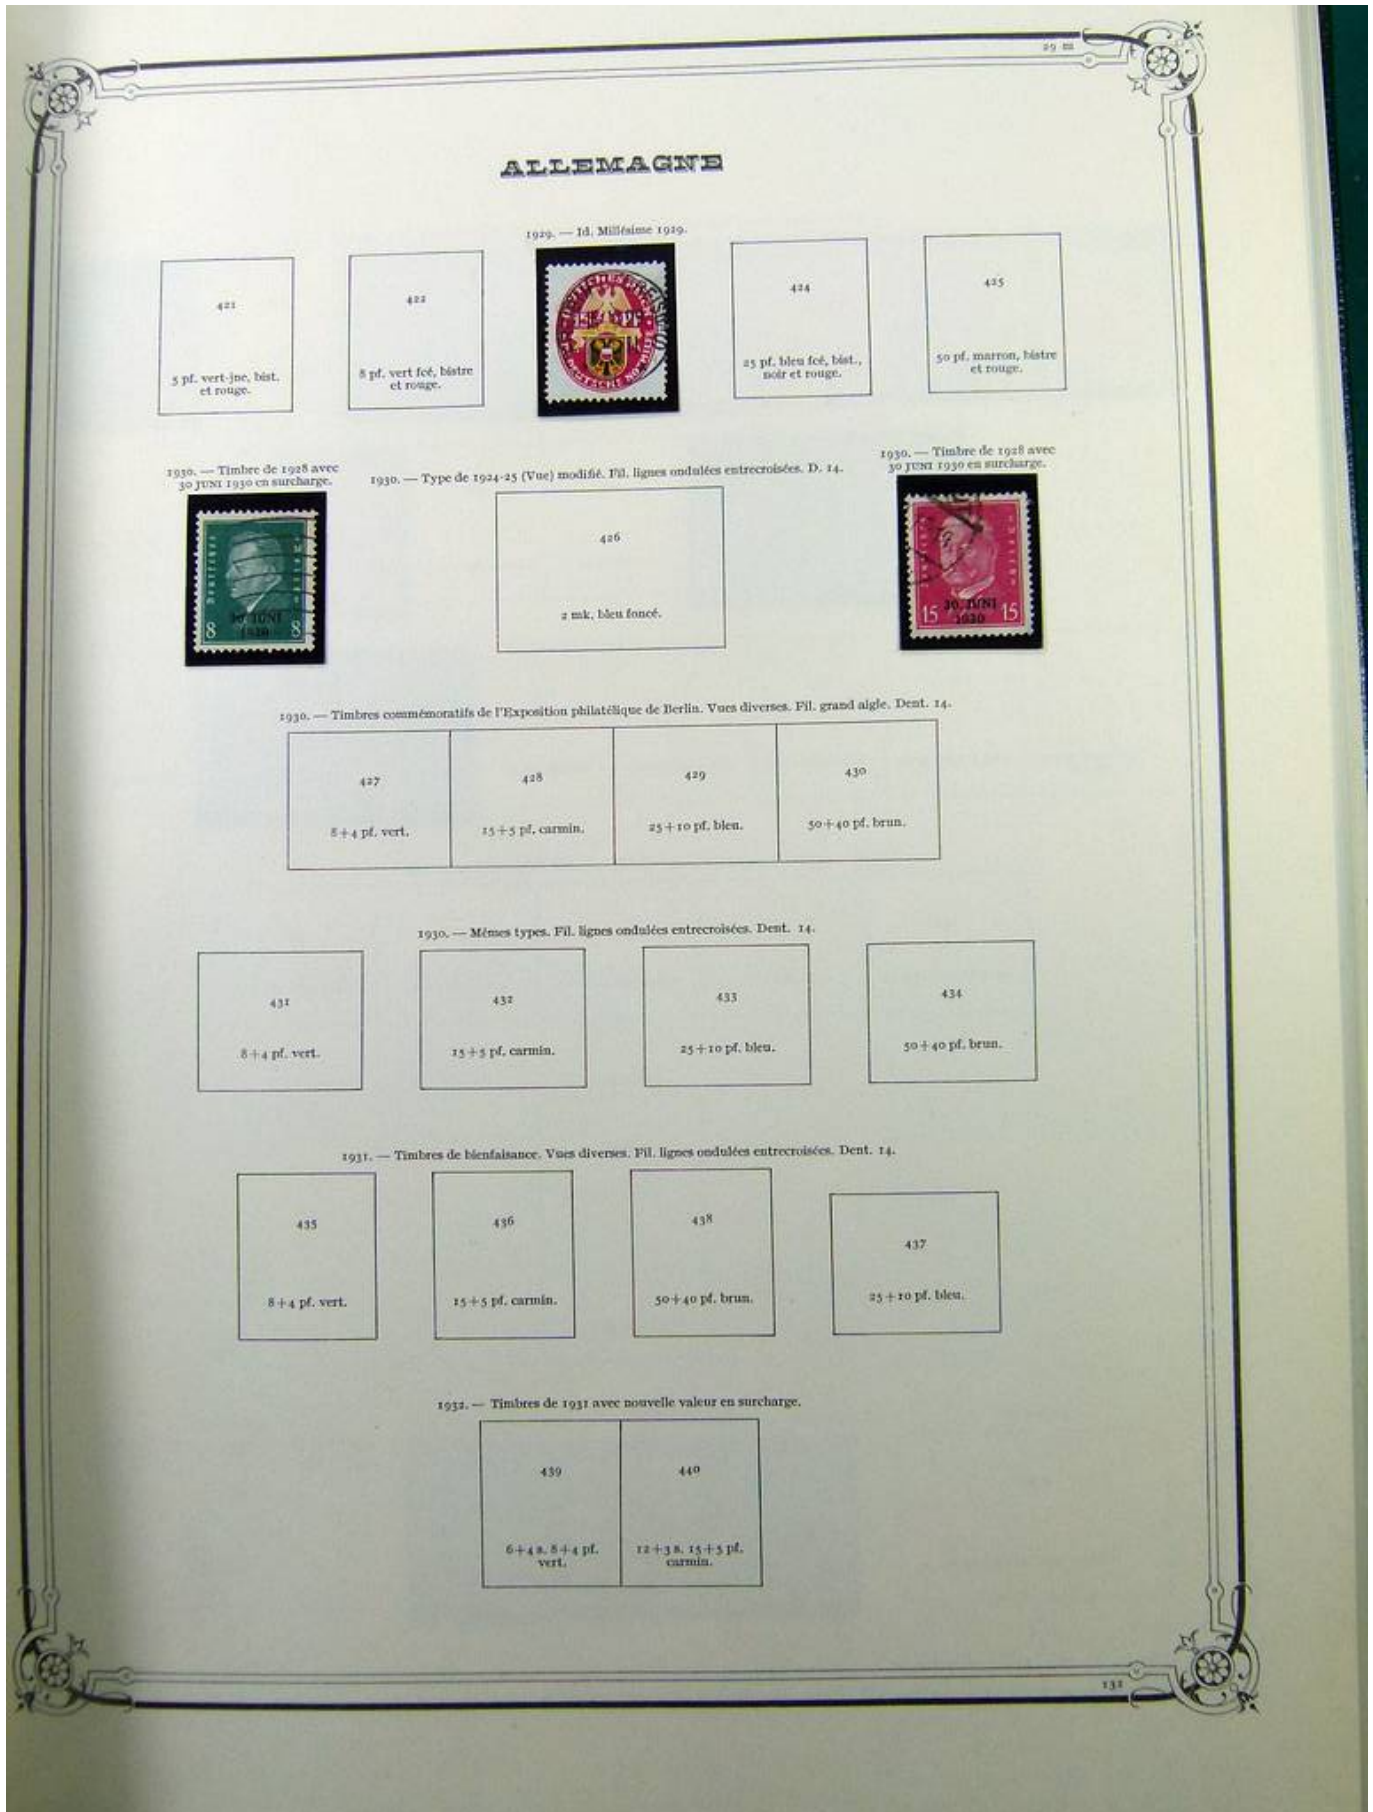 29 m
ALLEMAGNE
1929. — Id. Millésime 1929.
421
5 pf. vert-jne, bist.
et rouge.
422
8 pf. vert fcé, bistre
et rouge.
424
25 pf. bleu fcé, bist.,
noir et rouge.
425
50 pf. marron, bistre
et rouge.
1930. — Timbre de 1928 avec
30 JUNI 1930 en surcharge.
8 8
30. JUNI
1930
1930. — Type de 1924-25 (Vue) modifié. Fil. lignes ondulées entrecroisées. D. 14.
426
2 mk. bleu foncé.
1930. — Timbre de 1928 avec
30 JUNI 1930 en surcharge.
15 15
30. JUNI
1930
1930. — Timbres commémoratifs de l'Exposition philatélique de Berlin. Vues diverses. Fil. grand aigle. Dent. 14.
427
8+4 pf. vert.
428
15+5 pf. carmin.
429
25+10 pf. bleu.
430
50+40 pf. brun.
1930. — Mêmes types. Fil. lignes ondulées entrecroisées. Dent. 14.
431
8+4 pf. vert.
432
15+5 pf. carmin.
433
25+10 pf. bleu.
434
50+40 pf. brun.
1931. — Timbres de bienfaisance. Vues diverses. Fil. lignes ondulées entrecroisées. Dent. 14.
435
8+4 pf. vert.
436
15+5 pf. carmin.
438
50+40 pf. brun.
437
25+10 pf. bleu.
1932. — Timbres de 1931 avec nouvelle valeur en surcharge.
439
6+4 s. 8+4 pf.
vert.
440
12+3 s. 15+5 pf.
carmin.
131